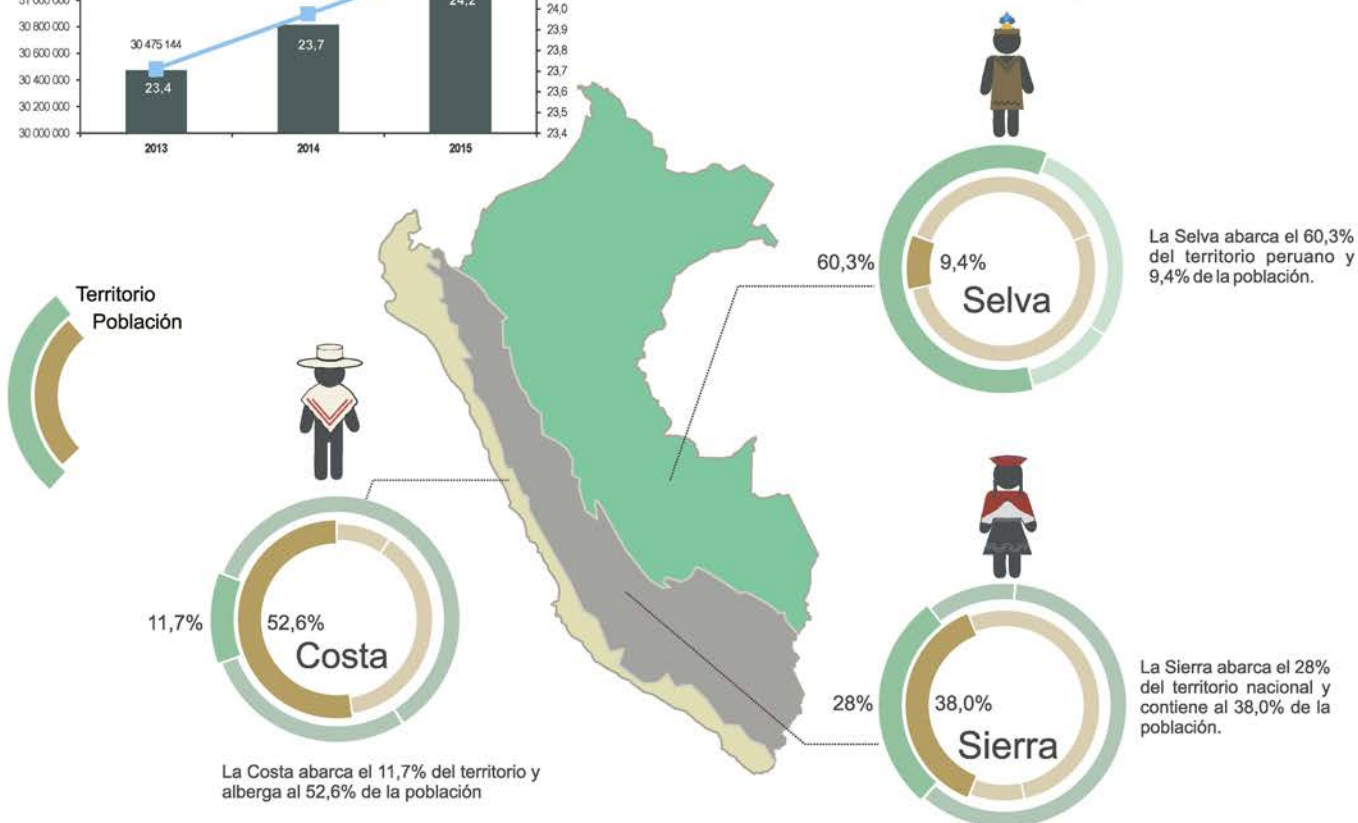 31 000 000
30 800 000
30 600 000
30 400 000
30 200 000
30 000 000
30 475 144
23,4
23,7
24,2
24,0
23,9
23,8
23,7
23,6
23,5
23,4
2013
2014
2015
Territorio
Población
60,3%
9,4%
Selva
La Selva abarca el 60,3%
del territorio peruano y
9,4% de la población.
11,7%
52,6%
Costa
La Costa abarca el 11,7% del territorio y
alberga al 52,6% de la población
28%
38,0%
Sierra
La Sierra abarca el 28%
del territorio nacional y
contiene al 38,0% de la
población.